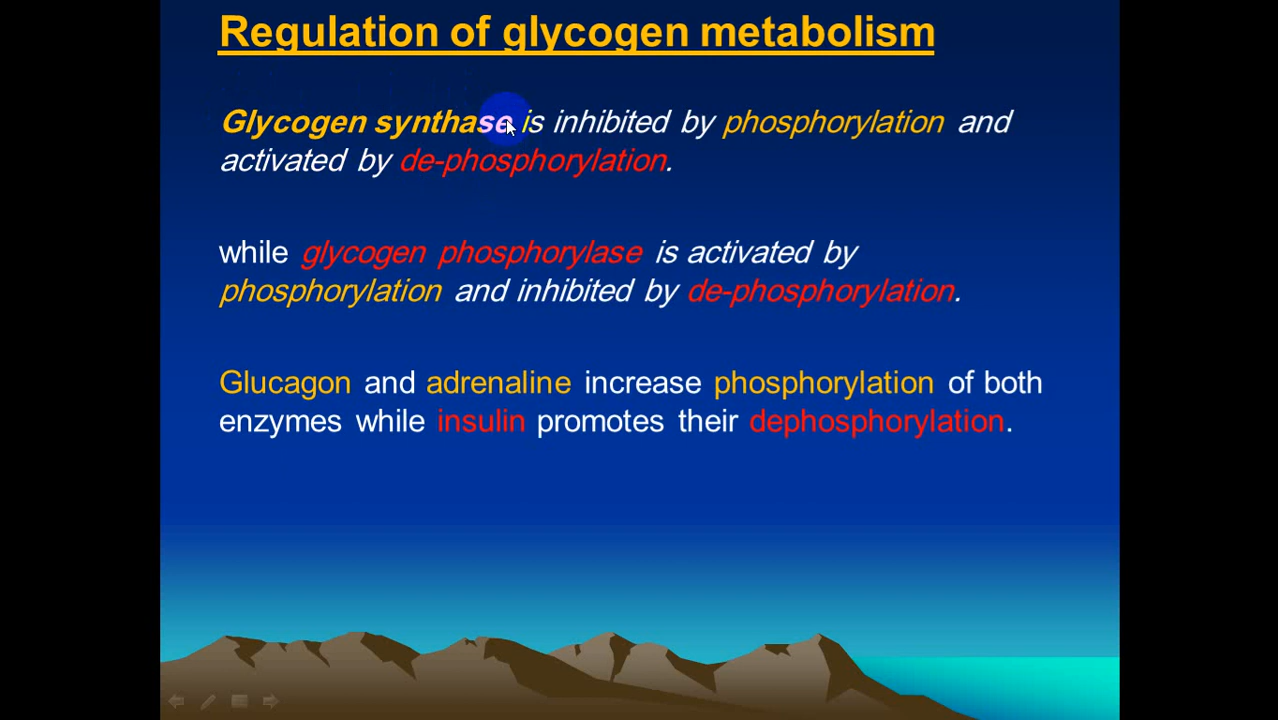 Regulation of glycogen metabolism
Glycogen synthase is inhibited by phosphorylation and
activated by de-phosphorylation.
while glycogen phosphorylase is activated by
phosphorylation and inhibited by de-phosphorylation.
Glucagon and adrenaline increase phosphorylation of both
enzymes while insulin promotes their dephosphorylation.